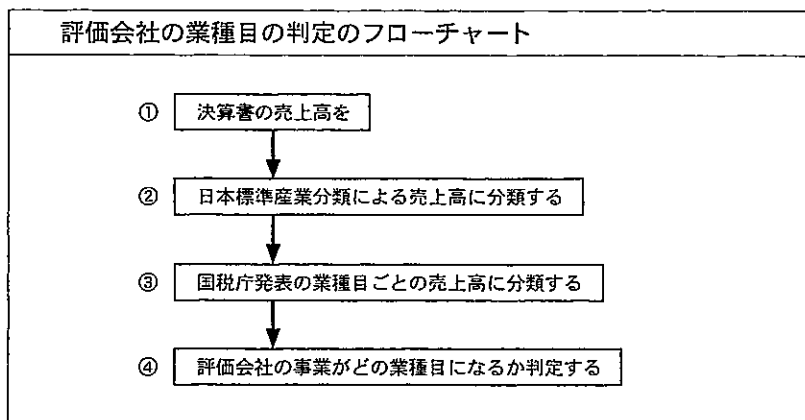 評価会社の業種目の判定のフローチャート
① 決算書の売上高を
② 日本標準産業分類による売上高に分類する
③ 国税庁発表の業種目ごとの売上高に分類する
④ 評価会社の事業がどの業種目になるか判定する